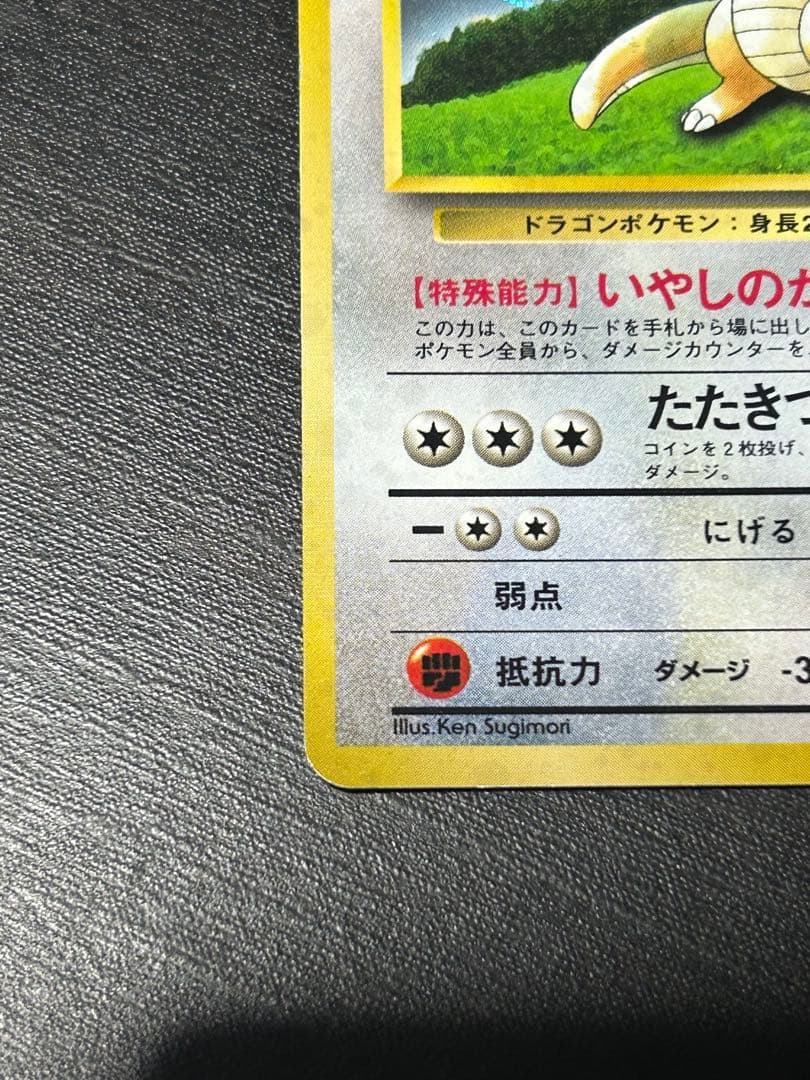 ドラゴンポケモン：身長2
【特殊能力】いやしのか
この力は、このカードを手札から場に出し
ポケモン全員から、ダメージカウンターを
たたきつ
コインを2枚投げ、
ダメージ。
にげる
弱点
抵抗力 ダメージ -3
Illus.Ken Sugimori